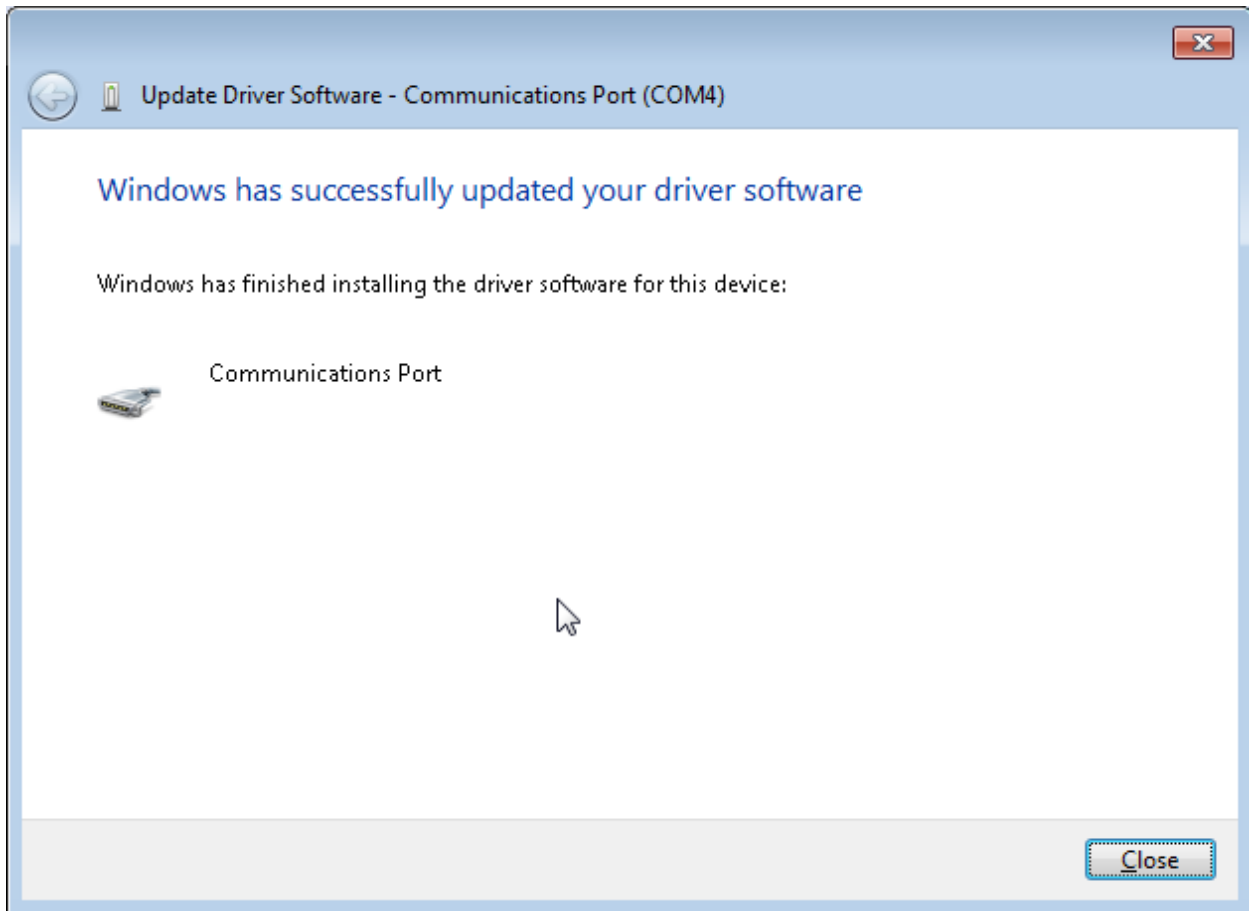 Update Driver Software - Communications Port (COM4)
Windows has successfully updated your driver software
Windows has finished installing the driver software for this device:
Communications Port
Close